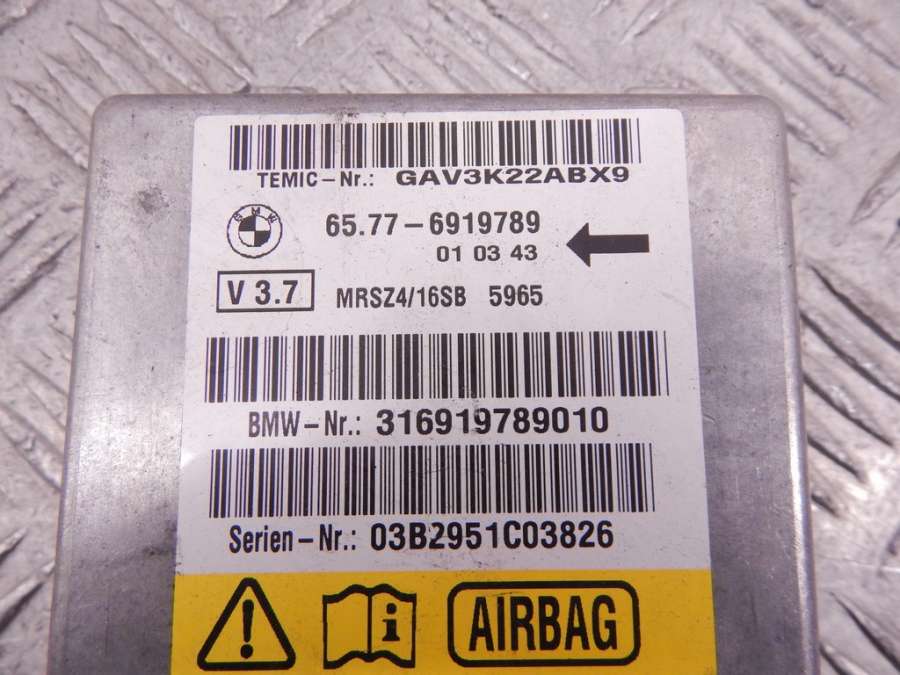 TEMIC-Nr.: GAV3K22ABX9
BMW
65.77-6919789
01 03 43
V 3.7
MRSZ4/16SB 5965
BMW-Nr.: 316919789010
Serien-Nr.: 03B2951C03826
AIRBAG